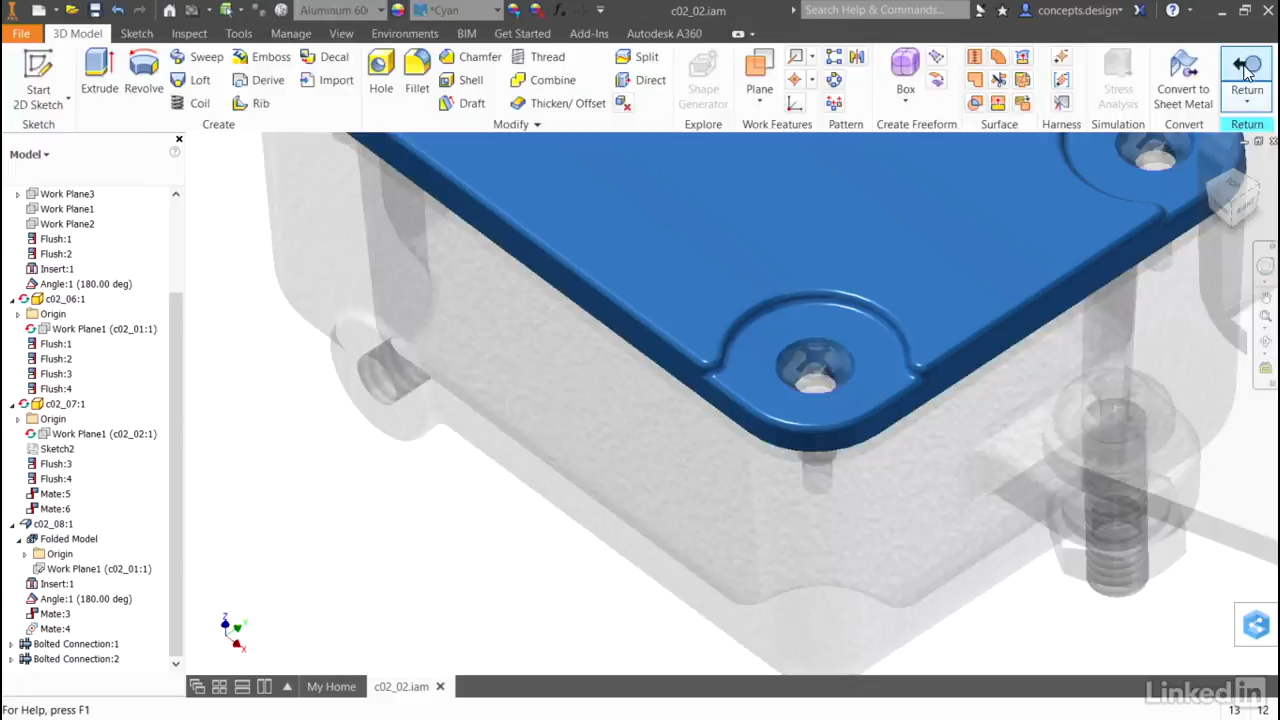 Aluminum 606
*Cyan
c02_02.iam
Search Help & Commands...
concepts.design
File
3D Model
Sketch
Inspect
Tools
Manage
View
Environments
BIM
Get Started
Add-Ins
Autodesk A360
Start
2D Sketch
Extrude
Revolve
Sweep
Emboss
Decal
Loft
Derive
Import
Coil
Rib
Hole
Fillet
Chamfer
Thread
Split
Shell
Combine
Direct
Draft
Thicken/ Offset
Shape
Generator
Plane
Box
Stress
Analysis
Convert to
Sheet Metal
Return
Sketch
Create
Modify
Explore
Work Features
Pattern
Create Freeform
Surface
Harness
Simulation
Convert
Return
Model
Work Plane3
Work Plane1
Work Plane2
Flush:1
Flush:2
Insert:1
Angle:1 (180.00 deg)
c02_06:1
Origin
Work Plane1 (c02_01:1)
Flush:1
Flush:2
Flush:3
Flush:4
c02_07:1
Origin
Work Plane1 (c02_02:1)
Sketch2
Flush:3
Flush:4
Mate:5
Mate:6
c02_08:1
Folded Model
Origin
Work Plane1 (c02_01:1)
Insert:1
Angle:1 (180.00 deg)
Mate:3
Mate:4
Bolted Connection:1
Bolted Connection:2
TOP
RIGHT
Z
Y
X
My Home
c02_02.iam
LinkedIn
For Help, press F1
13 12